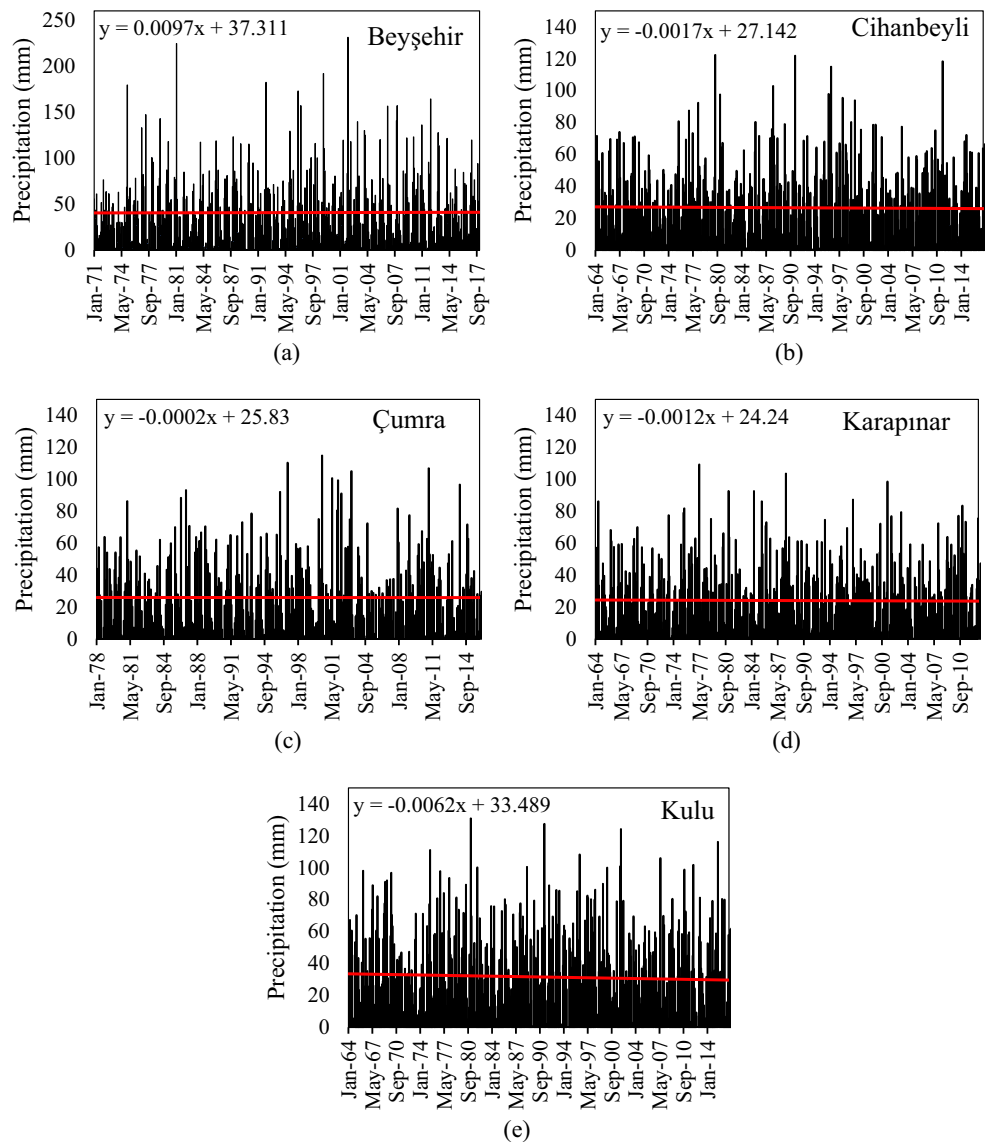 y = 0.0097x + 37.311
Beyşehir
Precipitation (mm)
250
200
150
100
50
0
Jan-71
May-74
Sep-77
Jan-81
May-84
Sep-87
Jan-91
May-94
Sep-97
Jan-01
May-04
Sep-07
Jan-11
May-14
Sep-17
(a)
y = -0.0017x + 27.142
Cihanbeyli
Precipitation (mm)
140
120
100
80
60
40
20
0
Jan-64
May-67
Sep-70
Jan-74
May-77
Sep-80
Jan-84
May-87
Sep-90
Jan-94
May-97
Sep-00
Jan-04
May-07
Sep-10
Jan-14
(b)
y = -0.0002x + 25.83
Çumra
Precipitation (mm)
140
120
100
80
60
40
20
0
Jan-78
May-81
Sep-84
Jan-88
May-91
Sep-94
Jan-98
May-01
Sep-04
Jan-08
May-11
Sep-14
(c)
y = -0.0012x + 24.24
Karapınar
Precipitation (mm)
140
120
100
80
60
40
20
0
Jan-64
May-67
Sep-70
Jan-74
May-77
Sep-80
Jan-84
May-87
Sep-90
Jan-94
May-97
Sep-00
Jan-04
May-07
Sep-10
(d)
y = -0.0062x + 33.489
Kulu
Precipitation (mm)
140
120
100
80
60
40
20
0
Jan-64
May-67
Sep-70
Jan-74
May-77
Sep-80
Jan-84
May-87
Sep-90
Jan-94
May-97
Sep-00
Jan-04
May-07
Sep-10
Jan-14
(e)